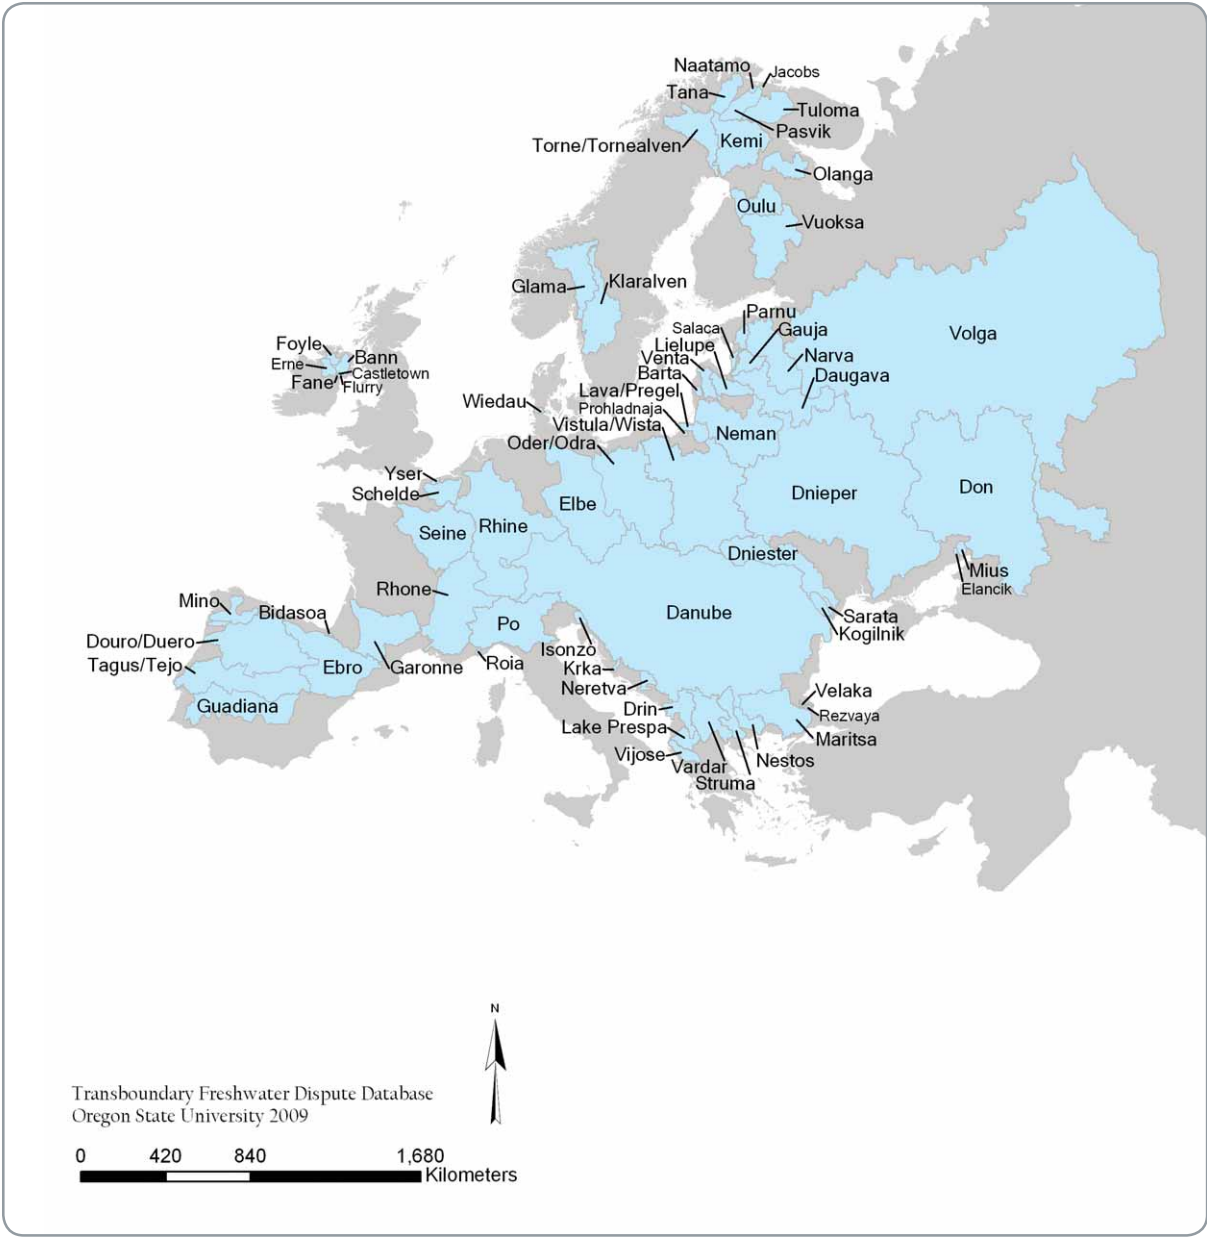 Naatamo
Jacobs
Tana
Tuloma
Pasvik
Torne/Tornealven
Kemi
Olanga
Oulu
Vuoksa
Glama
Klaralven
Parnu
Salaca
Gauja
Volga
Foyle
Lielupe
Erne
Bann
Venta
Narva
Castletown
Barta
Daugava
Fane
Flurry
Lava/Pregel
Wiedau
Prohladnaja
Vistula/Wista
Neman
Oder/Odra
Yser
Schelde
Elbe
Dnieper
Don
Seine
Rhine
Dniester
Mius
Elancik
Rhone
Mino
Bidasoa
Danube
Sarata
Po
Kogilnik
Douro/Duero
Isonzo
Tagus/Tejo
Ebro
Garonne
Roia
Krka
Neretva
Velaka
Guadiana
Drin
Rezvaya
Lake Prespa
Maritsa
Vijose
Vardar
Nestos
Struma
N
Transboundary Freshwater Dispute Database
Oregon State University 2009
0 420 840 1,680
Kilometers